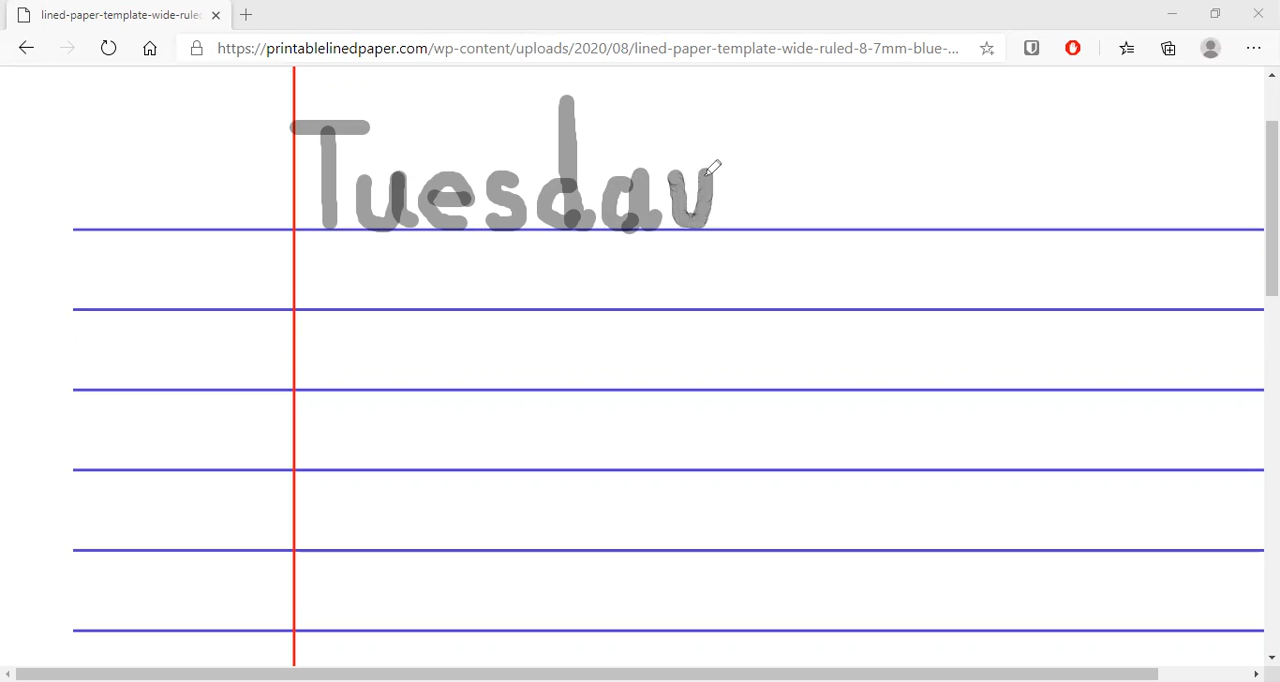 lined-paper-template-wide-rule
https://printablelinedpaper.com/wp-content/uploads/2020/08/lined-paper-template-wide-ruled-8-7mm-blue-...
Tuesdav